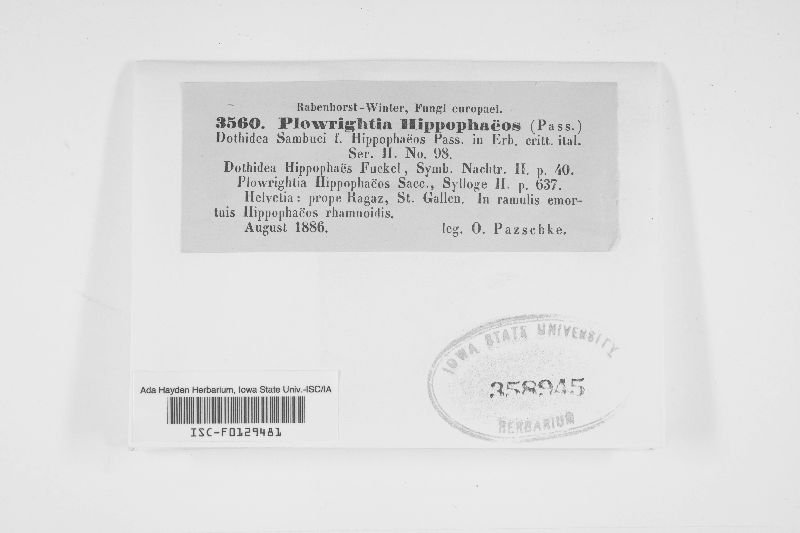 Rabenhorst-Winter, Fungi europaei.
3560. Plowrightia Hippophaëos (Pass.)
Dothidea Sambuci f. Hippophaëos Pass. in Erb. critt. ital.
Ser. II. No. 98.
Dothidea Hippophaës Fuckel, Symb. Nachtr. II. p. 40.
Plowrightia Hippophaëos Sacc., Sylloge II. p. 637.
Helvetia: prope Ragaz, St. Gallen. In ramulis emor-
tuis Hippophaëos rhamnoidis.
August 1886. leg. O. Pazschke.
IOWA STATE UNIVERSITY
358945
HERBARIUM
Ada Hayden Herbarium, Iowa State Univ.-ISC/IA
ISC-F0129481